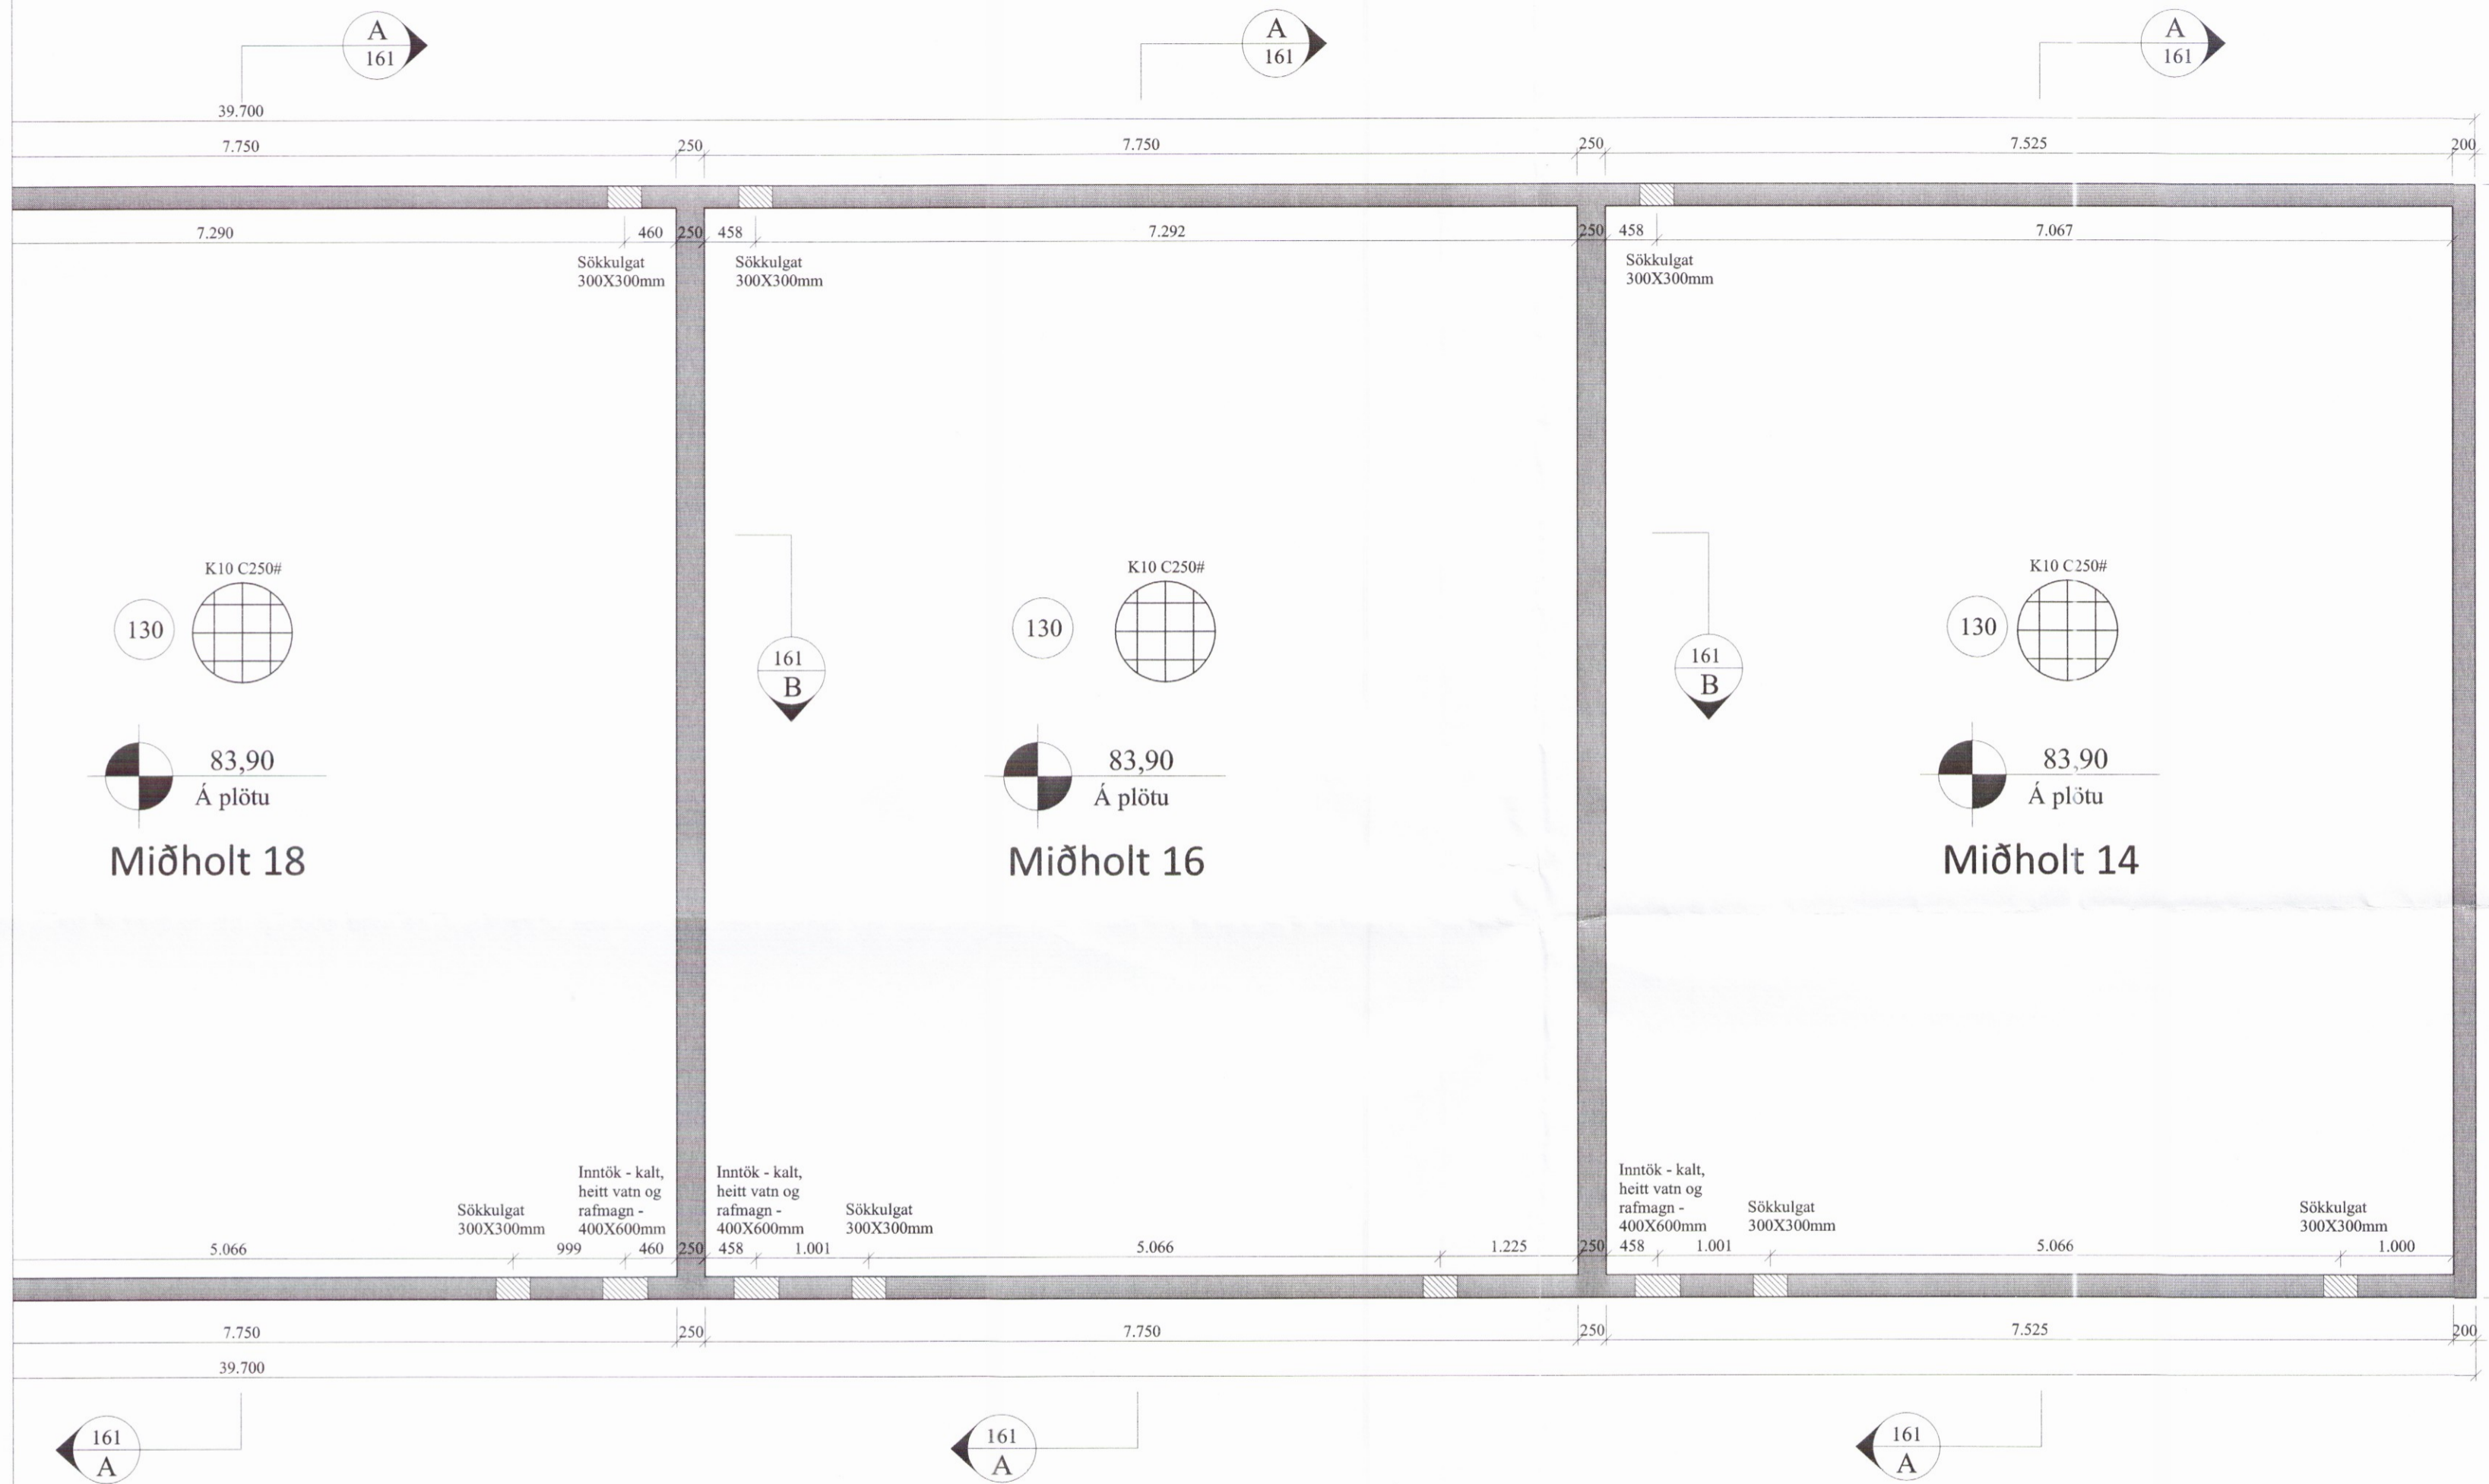 A
161
A
161
A
161
39.700
7.750
250
7.750
250
7.525
200
7.290
460
250
458
7.292
250
458
7.067
Sökkulgat
300X300mm
Sökkulgat
300X300mm
Sökkulgat
300X300mm
K10 C250#
130
K10 C250#
130
K10 C250#
130
161
B
161
B
83,90
Á plötu
83,90
Á plötu
83,90
Á plötu
Miðholt 18
Miðholt 16
Miðholt 14
Sökkulgat
300X300mm
Inntök - kalt,
heitt vatn og
rafmagn -
400X600mm
Inntök - kalt,
heitt vatn og
rafmagn -
400X600mm
Sökkulgat
300X300mm
Inntök - kalt,
heitt vatn og
rafmagn -
400X600mm
Sökkulgat
300X300mm
Sökkulgat
300X300mm
5.066
999
460
250
458
1.001
5.066
1.225
250
458
1.001
5.066
1.000
7.750
250
7.750
250
7.525
200
39.700
161
A
161
A
161
A